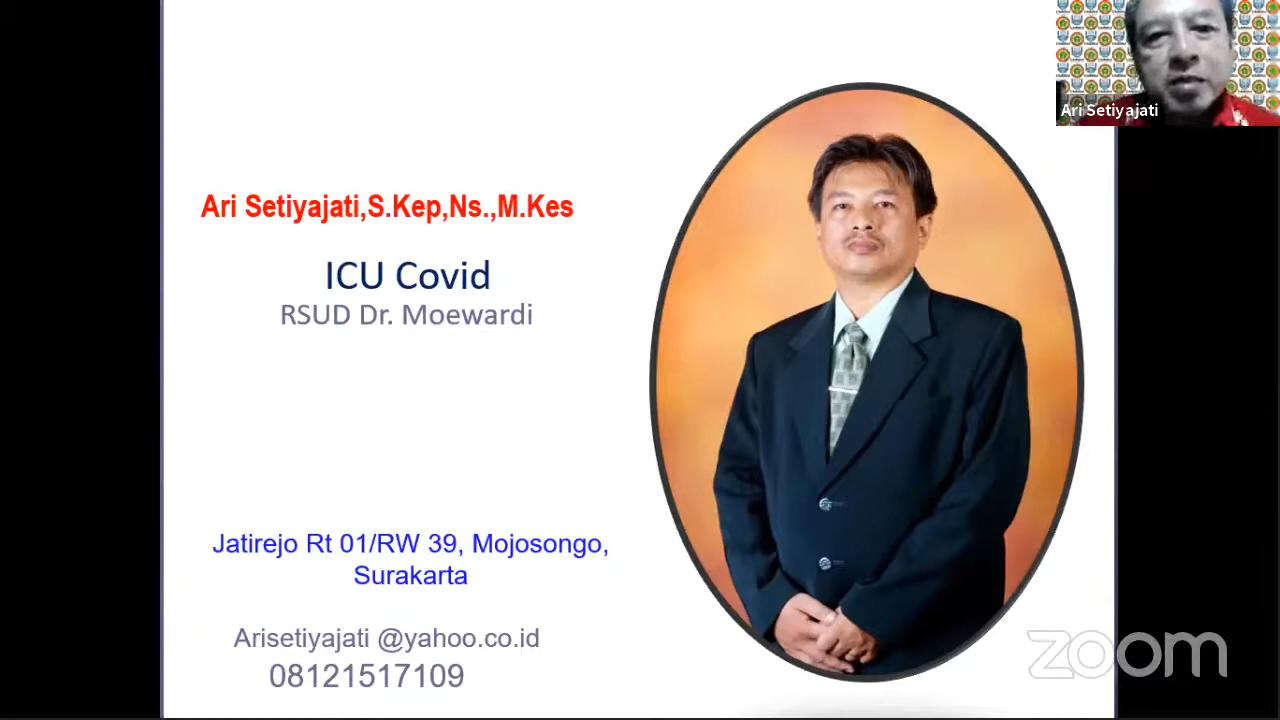 Ari Setiyajati
Ari Setiyajati,S.Kep,Ns.,M.Kes
ICU Covid
RSUD Dr. Moewardi
Jatirejo Rt 01/RW 39, Mojosongo,
Surakarta
Arisetiyajati @yahoo.co.id
08121517109
zoom